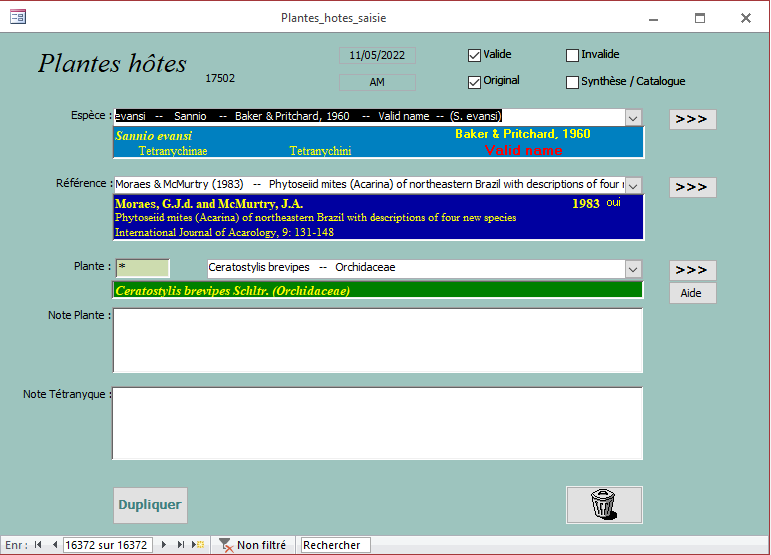 Plantes_hotes_saisie
Plantes hôtes
17502
11/05/2022
AM
Valide
Invalide
Original
Synthèse / Catalogue
Espèce :
evansi -- Sannio -- Baker & Pritchard, 1960 -- Valid name -- (S. evansi)
>>>
Sannio evansi
Baker & Pritchard, 1960
Tetranychinae
Tetranychini
Valid name
Référence :
Moraes & McMurtry (1983) -- Phytoseiid mites (Acarina) of northeastern Brazil with descriptions of four
>>>
Moraes, G.J.d. and McMurtry, J.A.
1983
oui
Phytoseiid mites (Acarina) of northeastern Brazil with descriptions of four new species
International Journal of Acarology, 9: 131-148
Plante :
*
Ceratostylis brevipes -- Orchidaceae
>>>
Ceratostylis brevipes Schltr. (Orchidaceae)
Aide
Note Plante :
Note Tétranyque :
Dupliquer
Enr : 16372 sur 16372
Non filtré
Rechercher